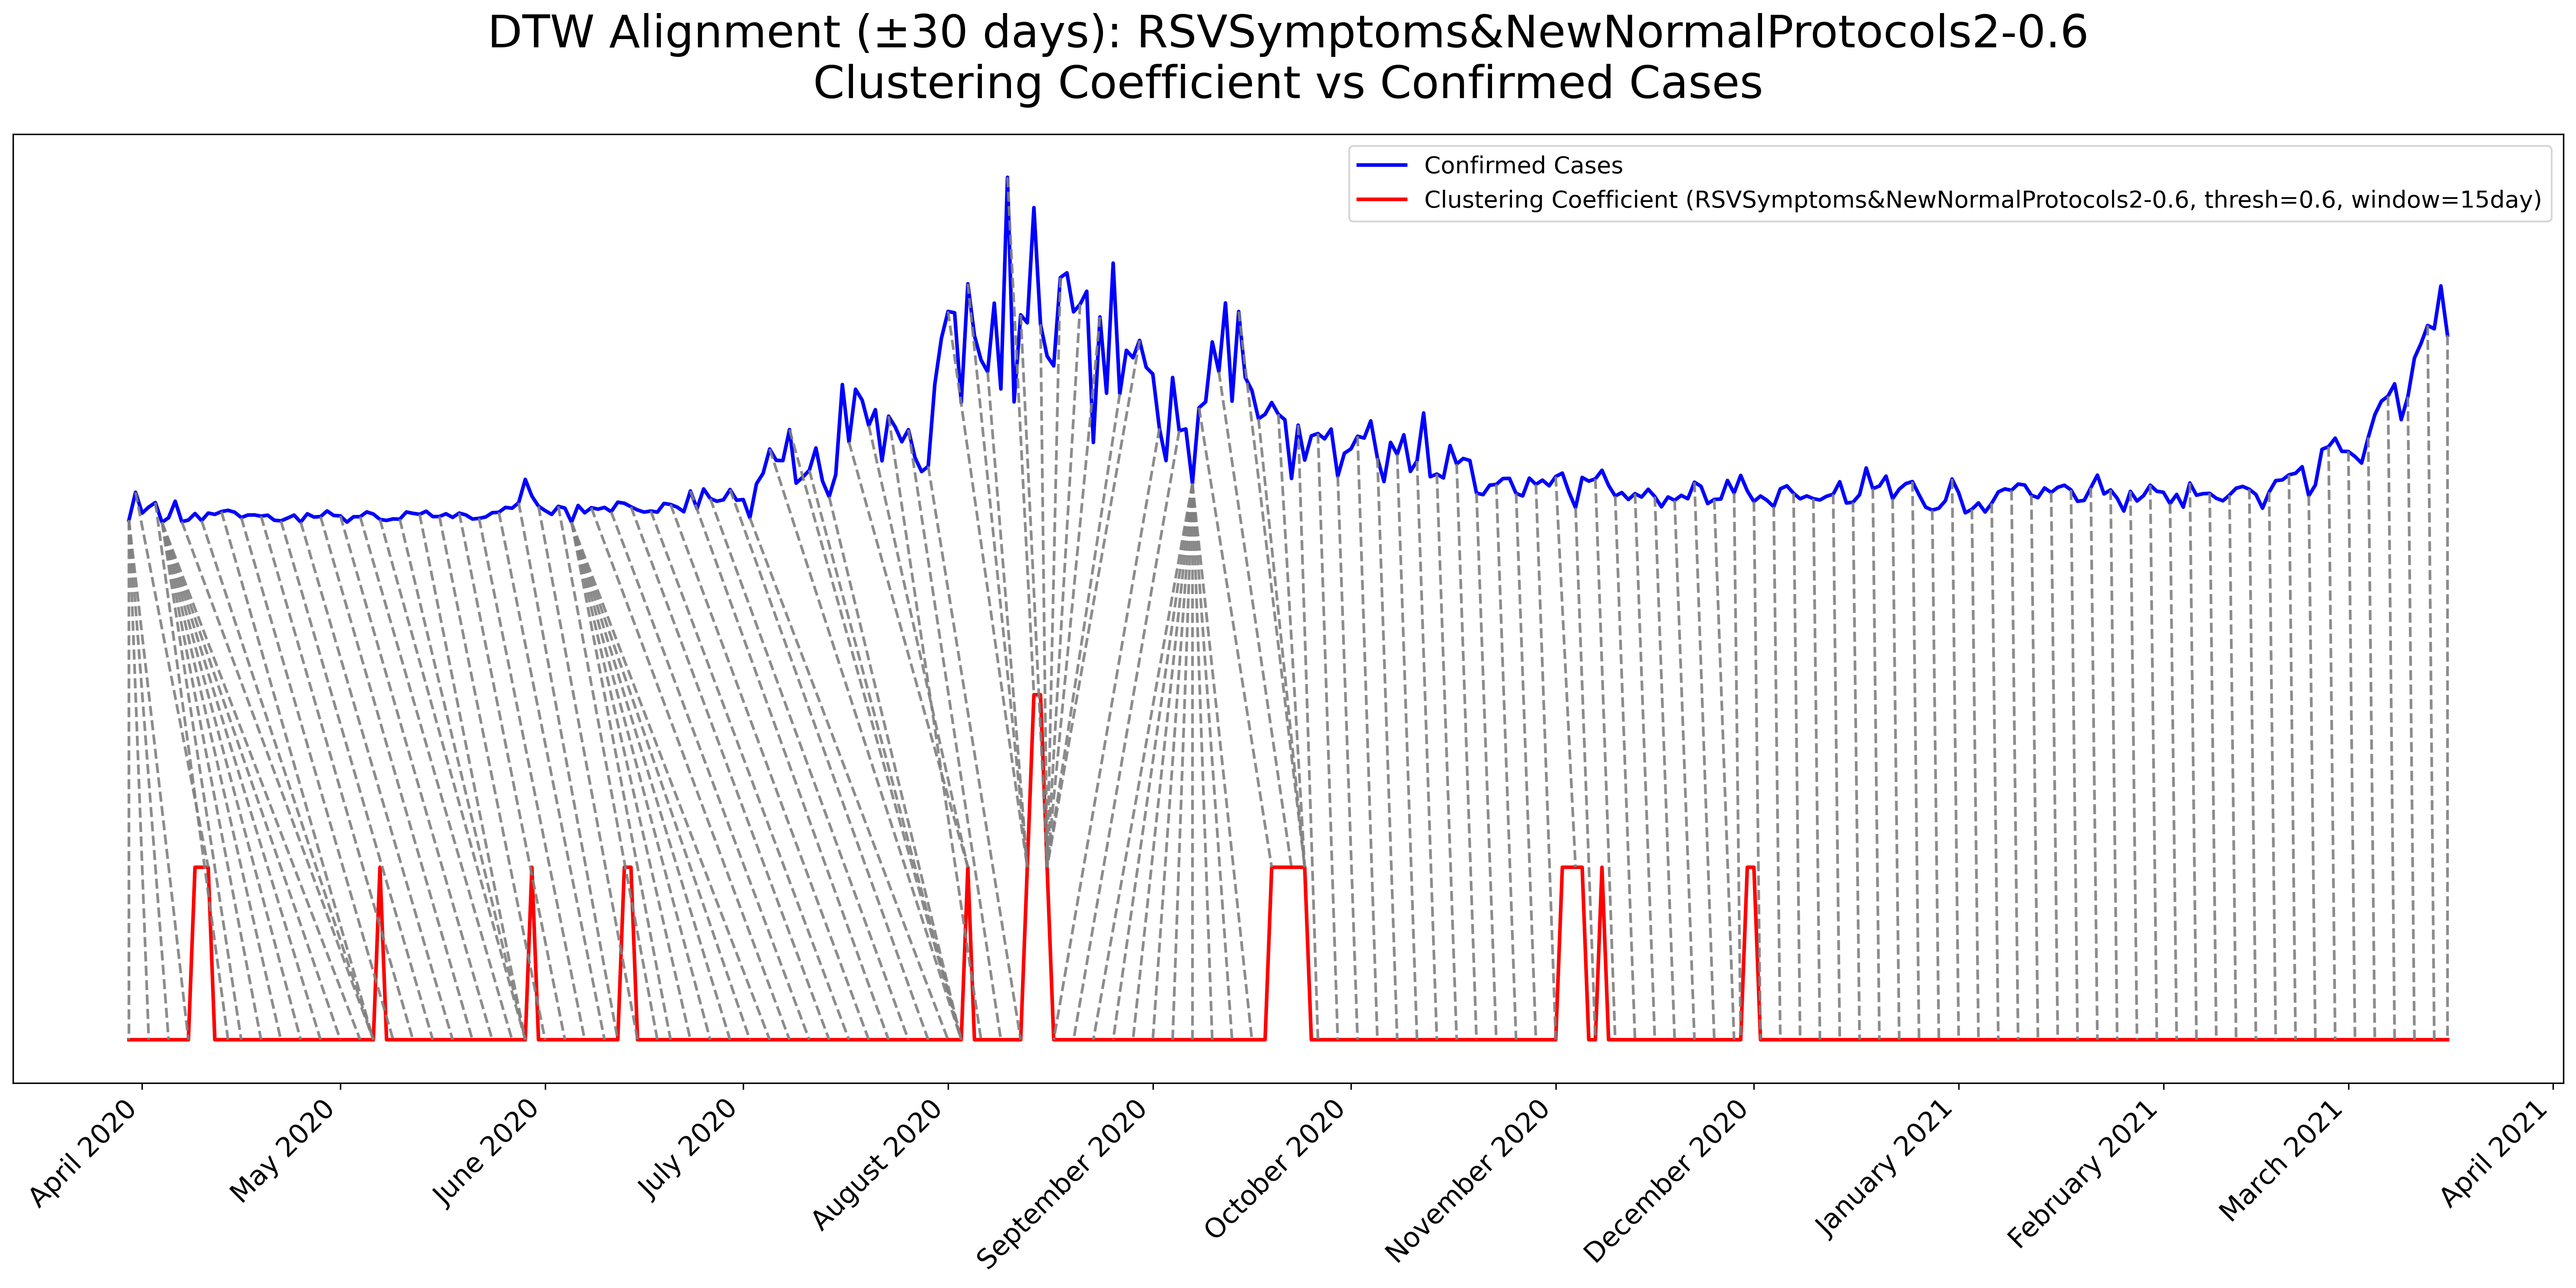 DTW Alignment (±30 days): RSVSymptoms&NewNormalProtocols2-0.6
Clustering Coefficient vs Confirmed Cases
Confirmed Cases
Clustering Coefficient (RSVSymptoms&NewNormalProtocols2-0.6, thresh=0.6, window=15day)
April 2020
May 2020
June 2020
July 2020
August 2020
September 2020
October 2020
November 2020
December 2020
January 2021
February 2021
March 2021
April 2021